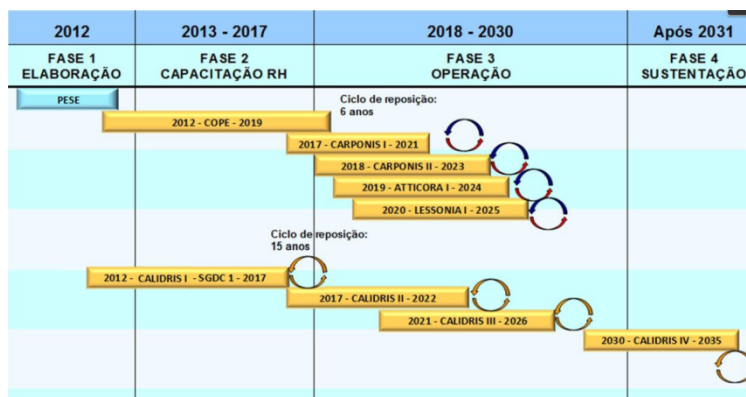 2012
2013 - 2017
2018 - 2030
Após 2031
FASE 1
ELABORAÇÃO
FASE 2
CAPACITAÇÃO RH
FASE 3
OPERAÇÃO
FASE 4
SUSTENTAÇÃO
PESE
Ciclo de reposição:
6 anos
2012 - COPE - 2019
2017 - CARPONIS I - 2021
2018 - CARPONIS II - 2023
2019 - ATTICORA I - 2024
2020 - LESSONIA I - 2025
Ciclo de reposição:
15 anos
2012 - CALIDRIS I - SGDC 1 - 2017
2017 - CALIDRIS II - 2022
2021 - CALIDRIS III - 2026
2030 - CALIDRIS IV - 2035